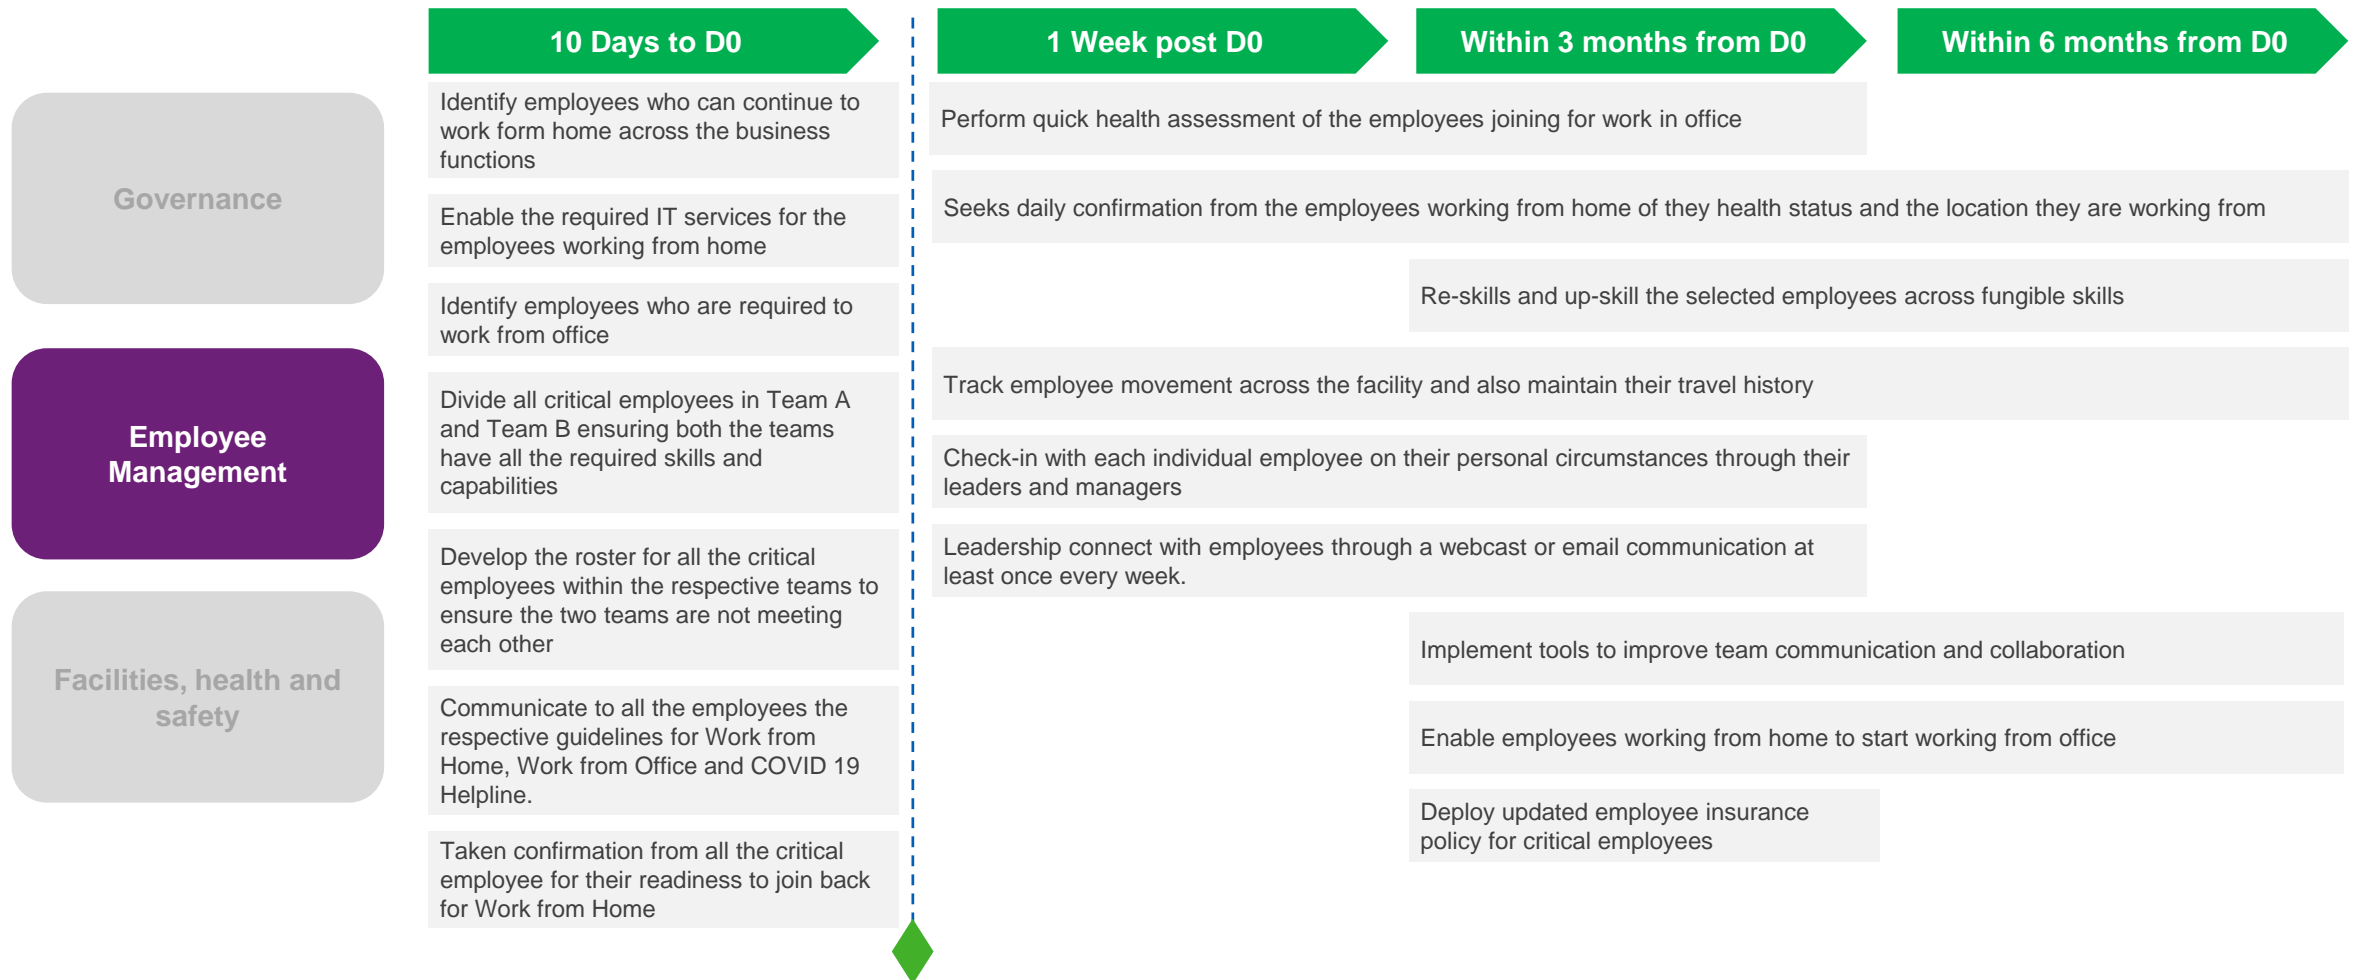 10 Days to D0
1 Week post D0
Within 3 months from D0
Within 6 months from D0
Governance
Employee
Management
Facilities, health and
safety
Identify employees who can continue to
work form home across the business
functions
Enable the required IT services for the
employees working from home
Identify employees who are required to
work from office
Divide all critical employees in Team A
and Team B ensuring both the teams
have all the required skills and
capabilities
Develop the roster for all the critical
employees within the respective teams to
ensure the two teams are not meeting
each other
Communicate to all the employees the
respective guidelines for Work from
Home, Work from Office and COVID 19
Helpline.
Taken confirmation from all the critical
employee for their readiness to join back
for Work from Home
Perform quick health assessment of the employees joining for work in office
Seeks daily confirmation from the employees working from home of they health status and the location they are working from
Re-skills and up-skill the selected employees across fungible skills
Track employee movement across the facility and also maintain their travel history
Check-in with each individual employee on their personal circumstances through their
leaders and managers
Leadership connect with employees through a webcast or email communication at
least once every week.
Implement tools to improve team communication and collaboration
Enable employees working from home to start working from office
Deploy updated employee insurance
policy for critical employees